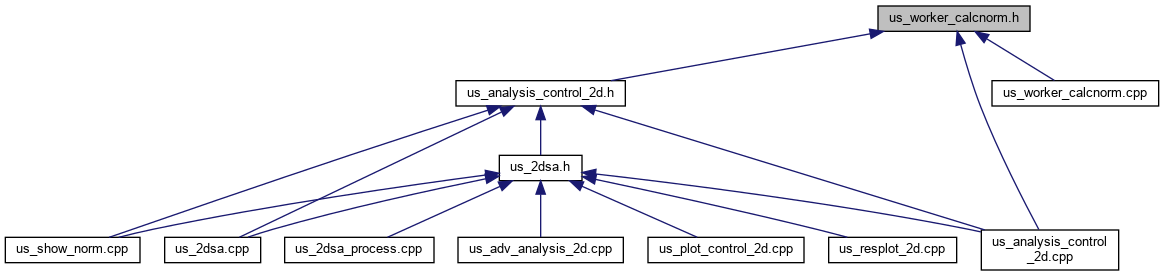 us_worker_calcnorm.h
us_analysis_control_2d.h
us_worker_calcnorm.cpp
us_2dsa.h
us_show_norm.cpp
us_2dsa.cpp
us_2dsa_process.cpp
us_adv_analysis_2d.cpp
us_plot_control_2d.cpp
us_resplot_2d.cpp
us_analysis_control
_2d.cpp